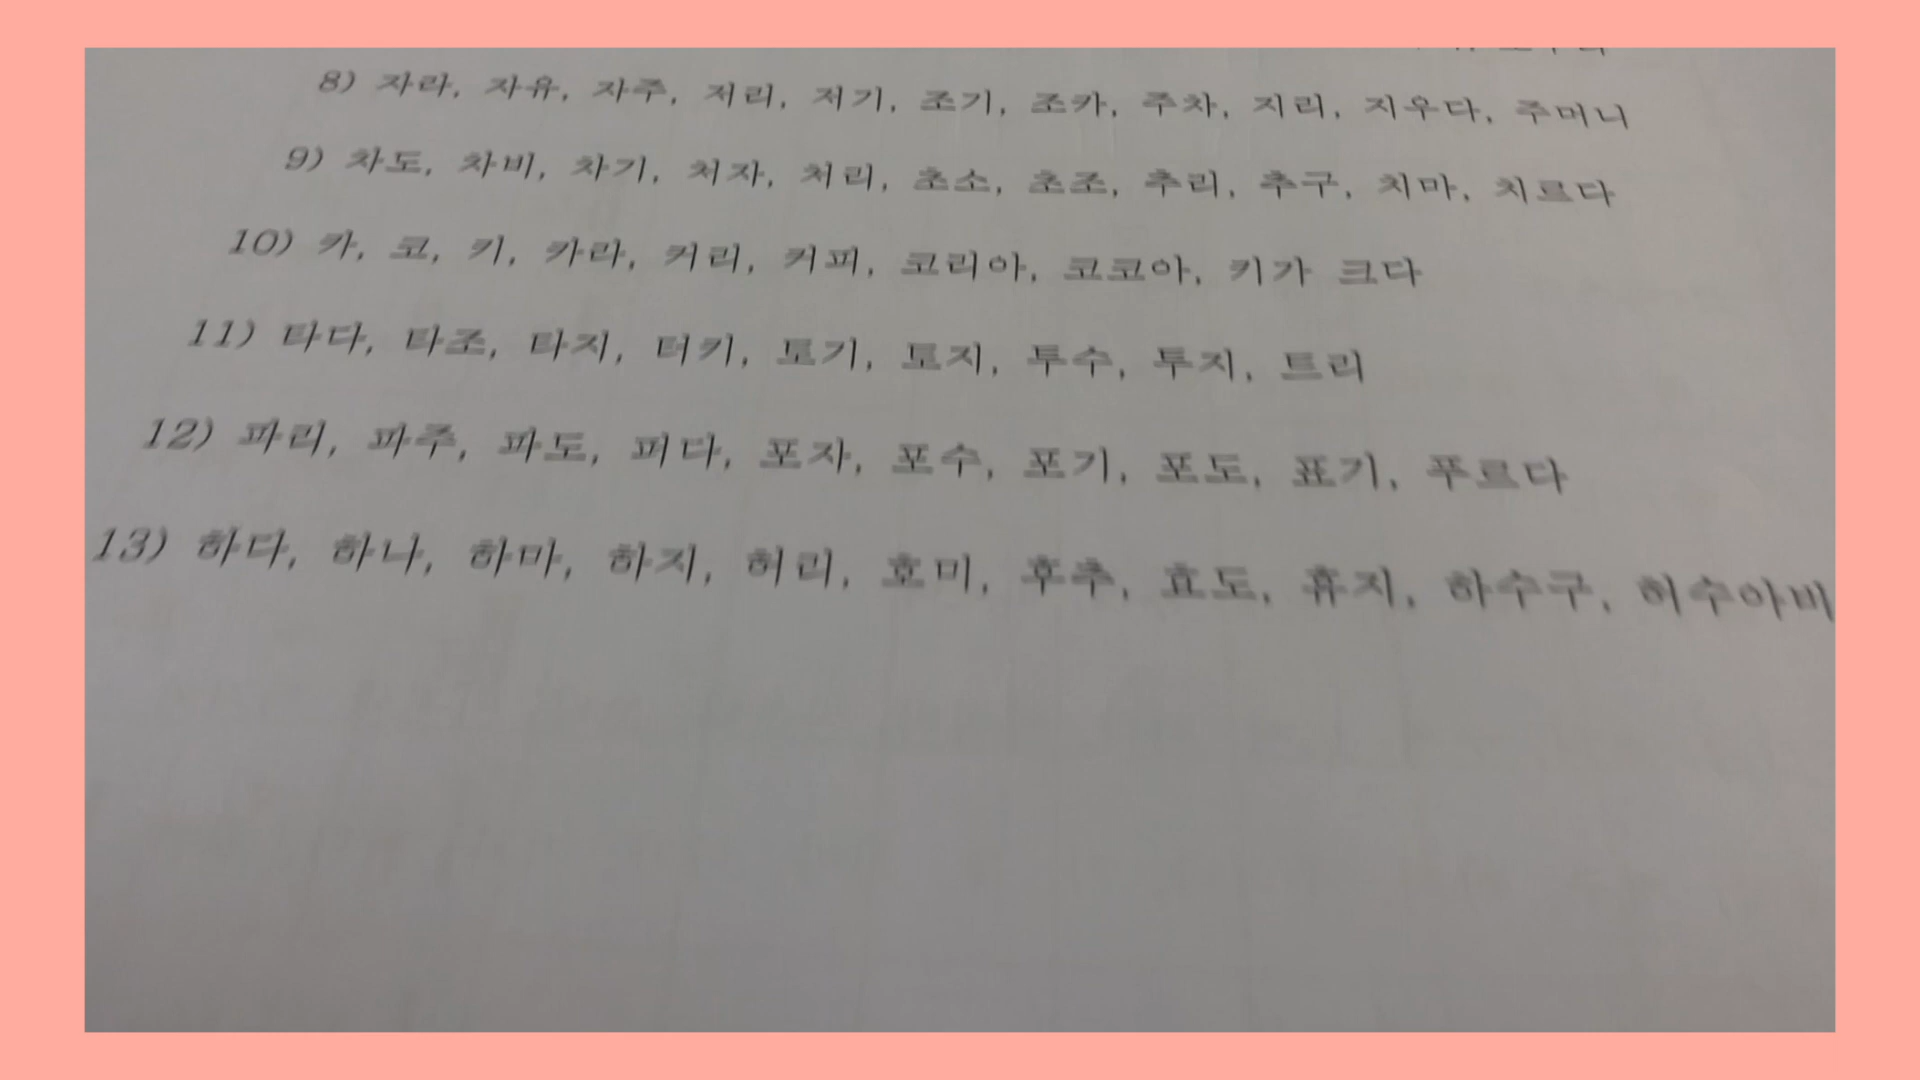 8) 자라, 자유, 자주, 저리, 저기, 조기, 조카, 주차, 지리, 지우다, 주머니
9) 차도, 차비, 차기, 처자, 처리, 초소, 초조, 추리, 추구, 치마, 치르다
10) 카, 코, 키, 카라, 커리, 커피, 코리아, 코코아, 키가 크다
11) 타다, 타조, 타지, 터키, 토기, 토지, 투수, 투지, 트리
12) 파리, 파주, 파도, 퍼다, 포자, 포수, 포기, 포도, 표기, 푸르다
13) 하다, 하나, 하마, 하지, 허리, 호미, 후추, 효도, 휴지, 하수구, 허수아비